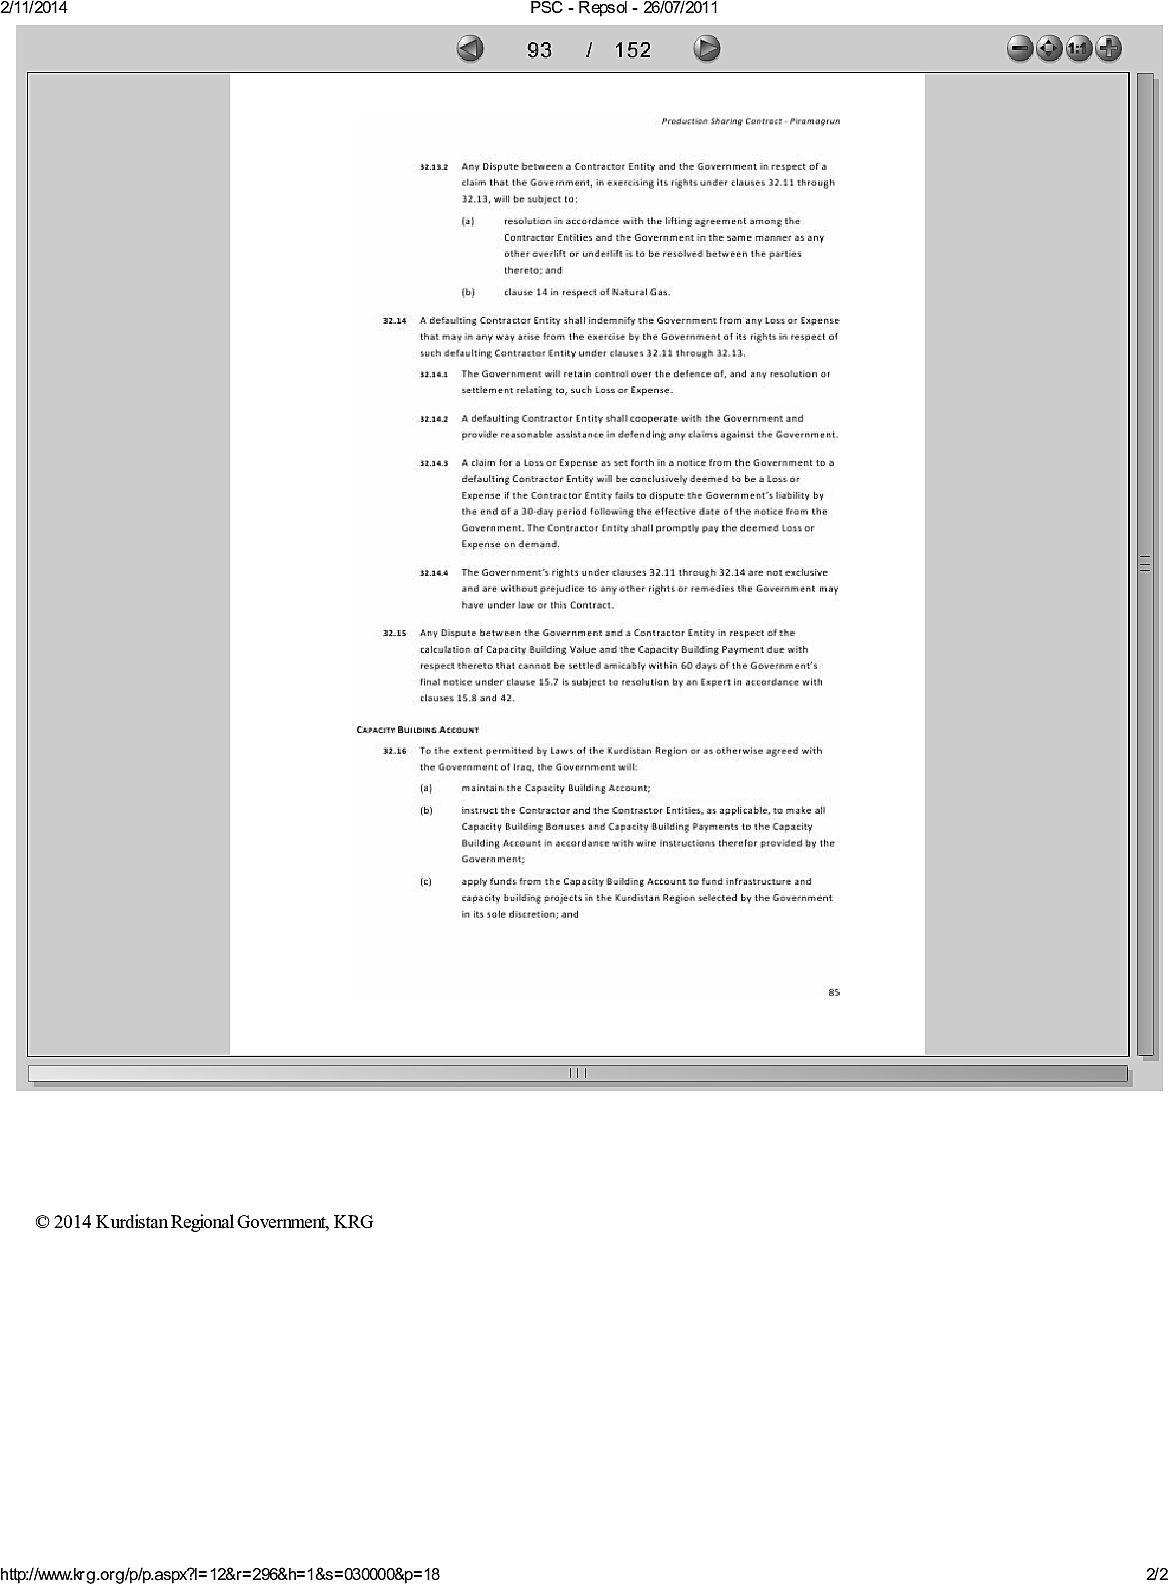 2/11/2014 PSC - Repsol - 26/07/2011
93 / 152
1:1
Production Sharing Contract - Piramagrun
32.13.2 Any Dispute between a Contractor Entity and the Government in respect of a
claim that the Government, in exercising its rights under clauses 32.11 through
32.13, will be subject to:
(a) resolution in accordance with the lifting agreement among the
Contractor Entities and the Government in the same manner as any
other overlift or underlift is to be resolved between the parties
thereto; and
(b) clause 14 in respect of Natural Gas.
32.14 A defaulting Contractor Entity shall indemnify the Government from any Loss or Expense
that may in any way arise from the exercise by the Government of its rights in respect of
such defaulting Contractor Entity under clauses 32.11 through 32.13.
32.14.1 The Government will retain control over the defence of, and any resolution or
settlement relating to, such Loss or Expense.
32.14.2 A defaulting Contractor Entity shall cooperate with the Government and
provide reasonable assistance in defending any claims against the Government.
32.14.3 A claim for a Loss or Expense as set forth in a notice from the Government to a
defaulting Contractor Entity will be conclusively deemed to be a Loss or
Expense if the Contractor Entity fails to dispute the Government's liability by
the end of a 30-day period following the effective date of the notice from the
Government. The Contractor Entity shall promptly pay the deemed Loss or
Expense on demand.
32.14.4 The Government's rights under clauses 32.11 through 32.14 are not exclusive
and are without prejudice to any other rights or remedies the Government may
have under law or this Contract.
32.15 Any Dispute between the Government and a Contractor Entity in respect of the
calculation of Capacity Building Value and the Capacity Building Payment due with
respect thereto that cannot be settled amicably within 60 days of the Government's
final notice under clause 15.7 is subject to resolution by an Expert in accordance with
clauses 15.8 and 42.
CAPACITY BUILDING ACCOUNT
32.16 To the extent permitted by Laws of the Kurdistan Region or as otherwise agreed with
the Government of Iraq, the Government will:
(a) maintain the Capacity Building Account;
(b) instruct the Contractor and the Contractor Entities, as applicable, to make all
Capacity Building Bonuses and Capacity Building Payments to the Capacity
Building Account in accordance with wire instructions therefor provided by the
Government;
(c) apply funds from the Capacity Building Account to fund infrastructure and
capacity building projects in the Kurdistan Region selected by the Government
in its sole discretion; and
85
© 2014 Kurdistan Regional Government, KRG
http://www.krg.org/p/p.aspx?l=12&r=296&h=1&s=030000&p=18 2/2